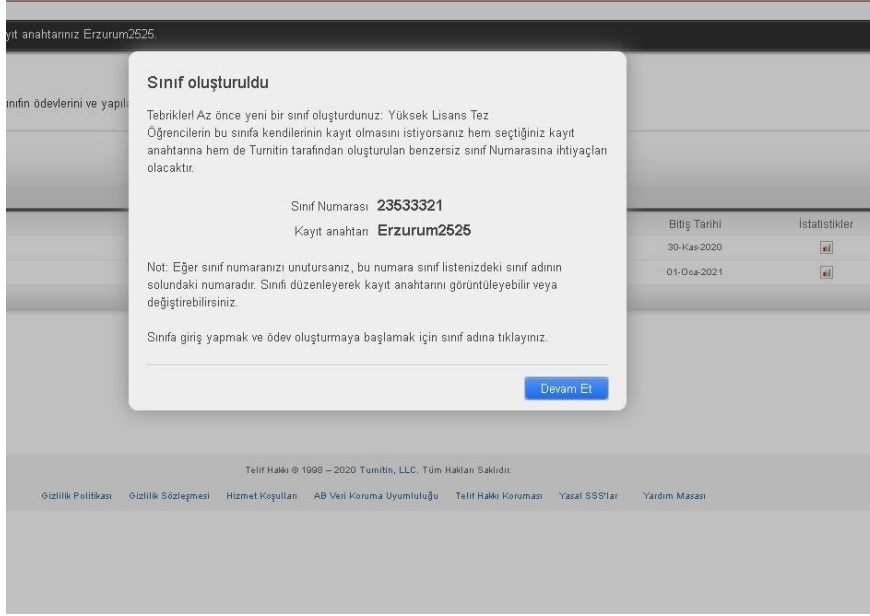 yıt anahtarınız Erzurum2525.
Sınıf oluşturuldu
ınıfın ödevlerini ve yapıla
Tebrikler! Az önce yeni bir sınıf oluşturdunuz: Yüksek Lisans Tez
Öğrencilerin bu sınıfa kendilerinin kayıt olmasını istiyorsanız hem seçtiğiniz kayıt
anahtarına hem de Turnitin tarafından oluşturulan benzersiz sınıf Numarasına ihtiyaçları
olacaktır.
Sınıf Numarası 23533321
Kayıt anahtarı Erzurum2525
Bitiş Tarihi İstatistikler
30-Kas-2020
01-Oca-2021
Not: Eğer sınıf numaranızı unutursanız, bu numara sınıf listenizdeki sınıf adının
solundaki numaradır. Sınıfı düzenleyerek kayıt anahtarını görüntüleyebilir veya
değiştirebilirsiniz.
Sınıfa giriş yapmak ve ödev oluşturmaya başlamak için sınıf adına tıklayınız.
Devam Et
Telif Hakkı © 1998 – 2020 Turnitin, LLC. Tüm Hakları Saklıdır.
Gizlilik Politikası Gizlilik Sözleşmesi Hizmet Koşulları AB Veri Koruma Uyumluluğu Telif Hakkı Koruması Yasal SSS'lar Yardım Masası